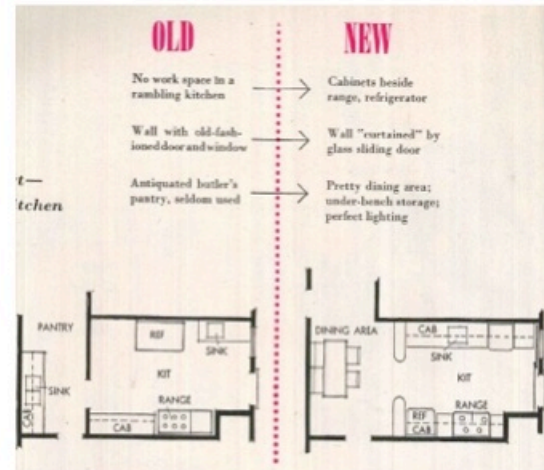 OLD
NEW
No work space in a
rambling kitchen
Cabinets beside
range, refrigerator
Wall with old-fash-
ioned door and window
Wall "curtained" by
glass sliding door
Antiquated butler's
pantry, seldom used
Pretty dining area;
under-bench storage;
perfect lighting
t—
tchen
PANTRY
SINK
CAB
REF
SINK
KIT
RANGE
CAB
DINING AREA
CAB
SINK
KIT
RANGE
REF
CAB